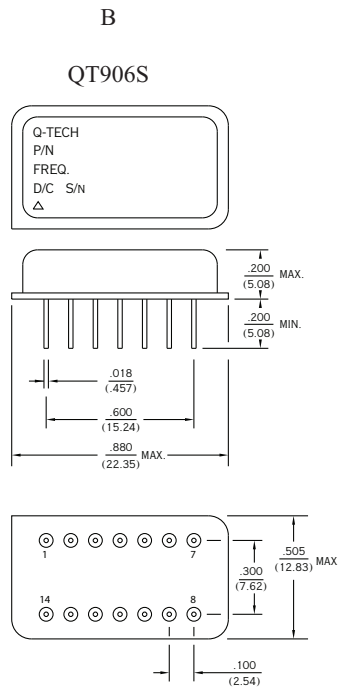 B
QT906S
Q-TECH
P/N
FREQ.
D/C S/N
.200 MAX.
(5.08)
.200 MIN.
(5.08)
.018
(.457)
.600
(15.24)
.880 MAX.
(22.35)
1 7
14 8
.300
(7.62)
.505
(12.83) MAX
.100
(2.54)